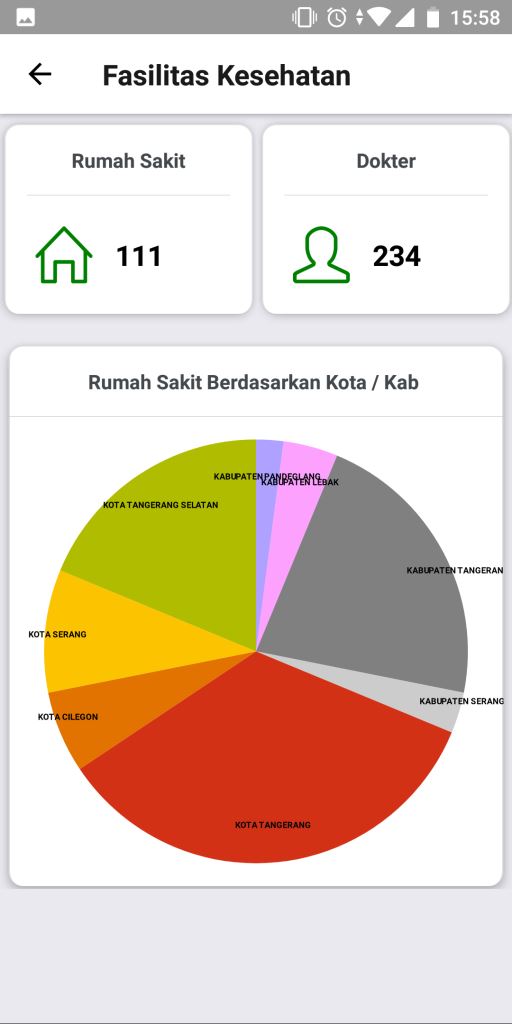 15:58
Fasilitas Kesehatan
Rumah Sakit
Dokter
111
234
Rumah Sakit Berdasarkan Kota / Kab
KABUPATEN PANDEGLANG
KABUPATEN LEBAK
KOTA TANGERANG SELATAN
KABUPATEN TANGERAN
KOTA SERANG
KABUPATEN SERANG
KOTA CILEGON
KOTA TANGERANG